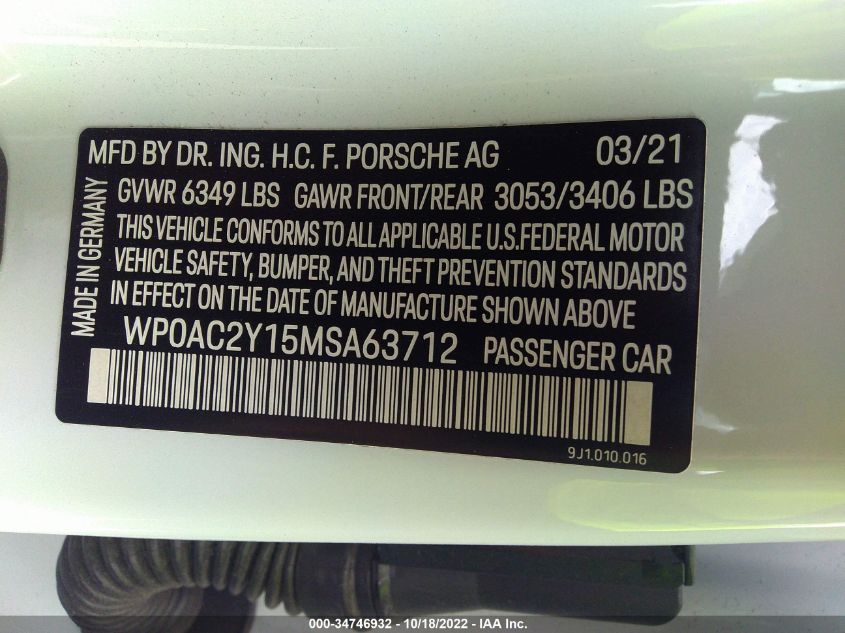 MFD BY DR. ING. H.C. F. PORSCHE AG 03/21
GVWR 6349 LBS GAWR FRONT/REAR 3053/3406 LBS
THIS VEHICLE CONFORMS TO ALL APPLICABLE U.S.FEDERAL MOTOR
VEHICLE SAFETY, BUMPER, AND THEFT PREVENTION STANDARDS
IN EFFECT ON THE DATE OF MANUFACTURE SHOWN ABOVE
MADE IN GERMANY
WP0AC2Y15MSA63712 PASSENGER CAR
9J1.010.016
000-34746932 - 10/18/2022 - IAA Inc.